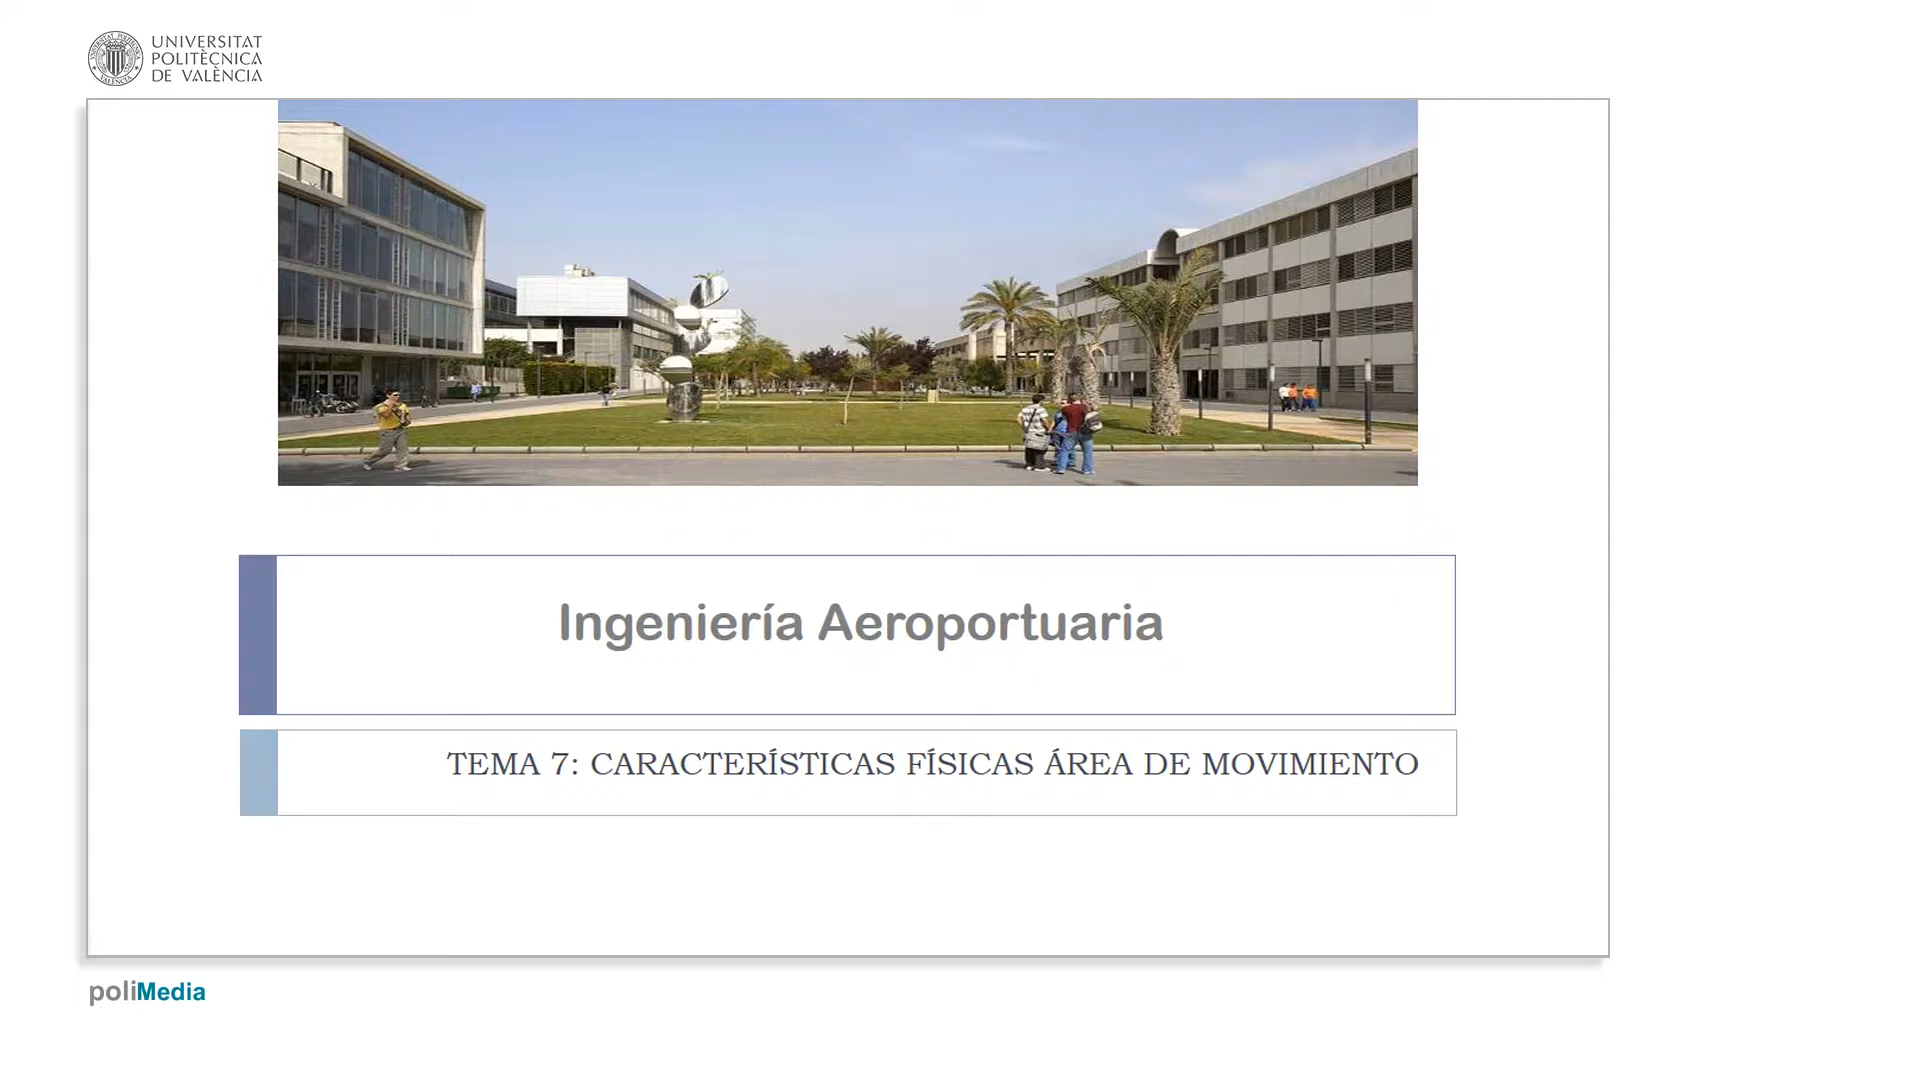 UNIVERSITAT
POLITÈCNICA
DE VALÈNCIA
Ingeniería Aeroportuaria
TEMA 7: CARACTERÍSTICAS FÍSICAS ÁREA DE MOVIMIENTO
poliMedia